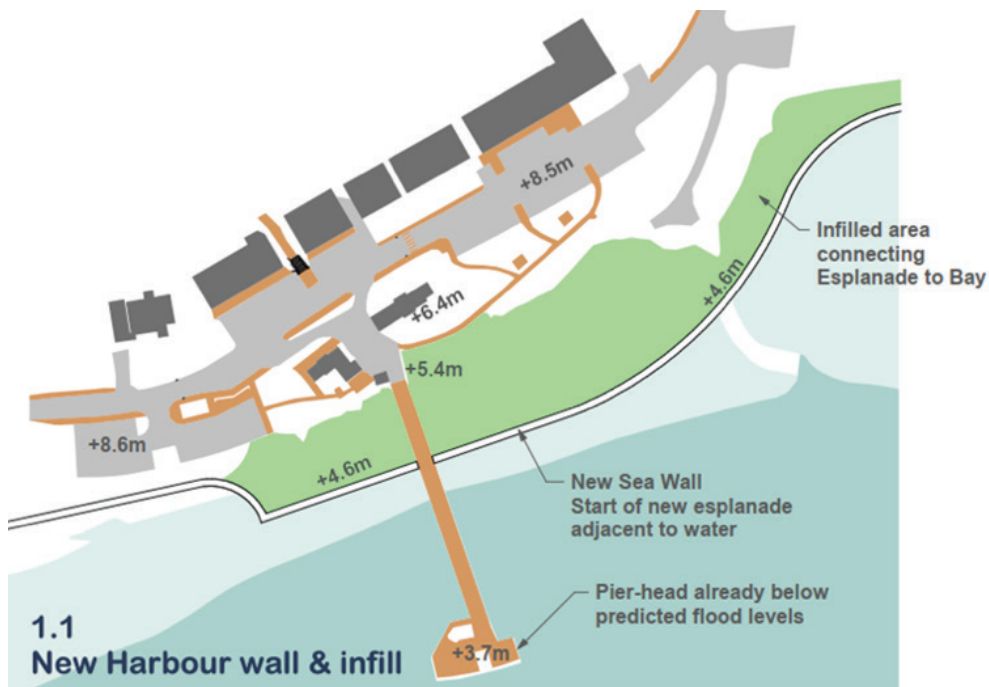 +8.5m
Infilled area
connecting
Esplanade to Bay
+4.6m
+6.4m
+5.4m
+8.6m
+4.6m
New Sea Wall
Start of new esplanade
adjacent to water
Pier-head already below
predicted flood levels
+3.7m
1.1
New Harbour wall & infill